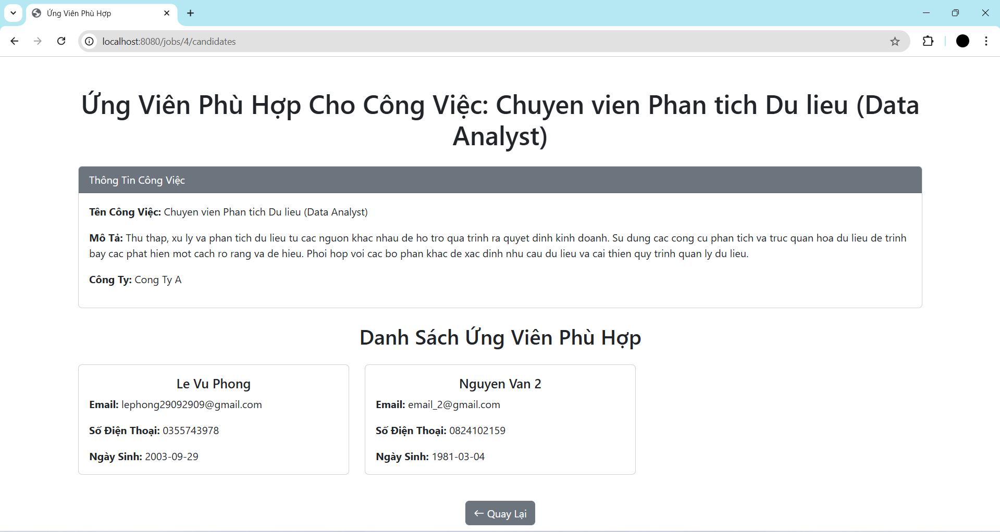 Ứng Viên Phù Hợp
localhost:8080/jobs/4/candidates
Ứng Viên Phù Hợp Cho Công Việc: Chuyen vien Phan tich Du lieu (Data
Analyst)
Thông Tin Công Việc
Tên Công Việc: Chuyen vien Phan tich Du lieu (Data Analyst)
Mô Tả: Thu thap, xu ly va phan tich du lieu tu cac nguon khac nhau de ho tro qua trinh ra quyet dinh kinh doanh. Su dung cac cong cu phan tich va truc quan hoa du lieu de trinh
bay cac phat hien mot cach ro rang va de hieu. Phoi hop voi cac bo phan khac de xac dinh nhu cau du lieu va cai thien quy trinh quan ly du lieu.
Công Ty: Cong Ty A
Danh Sách Ứng Viên Phù Hợp
Le Vu Phong
Email: lephong29092909@gmail.com
Số Điện Thoại: 0355743978
Ngày Sinh: 2003-09-29
Nguyen Van 2
Email: email_2@gmail.com
Số Điện Thoại: 0824102159
Ngày Sinh: 1981-03-04
← Quay Lại